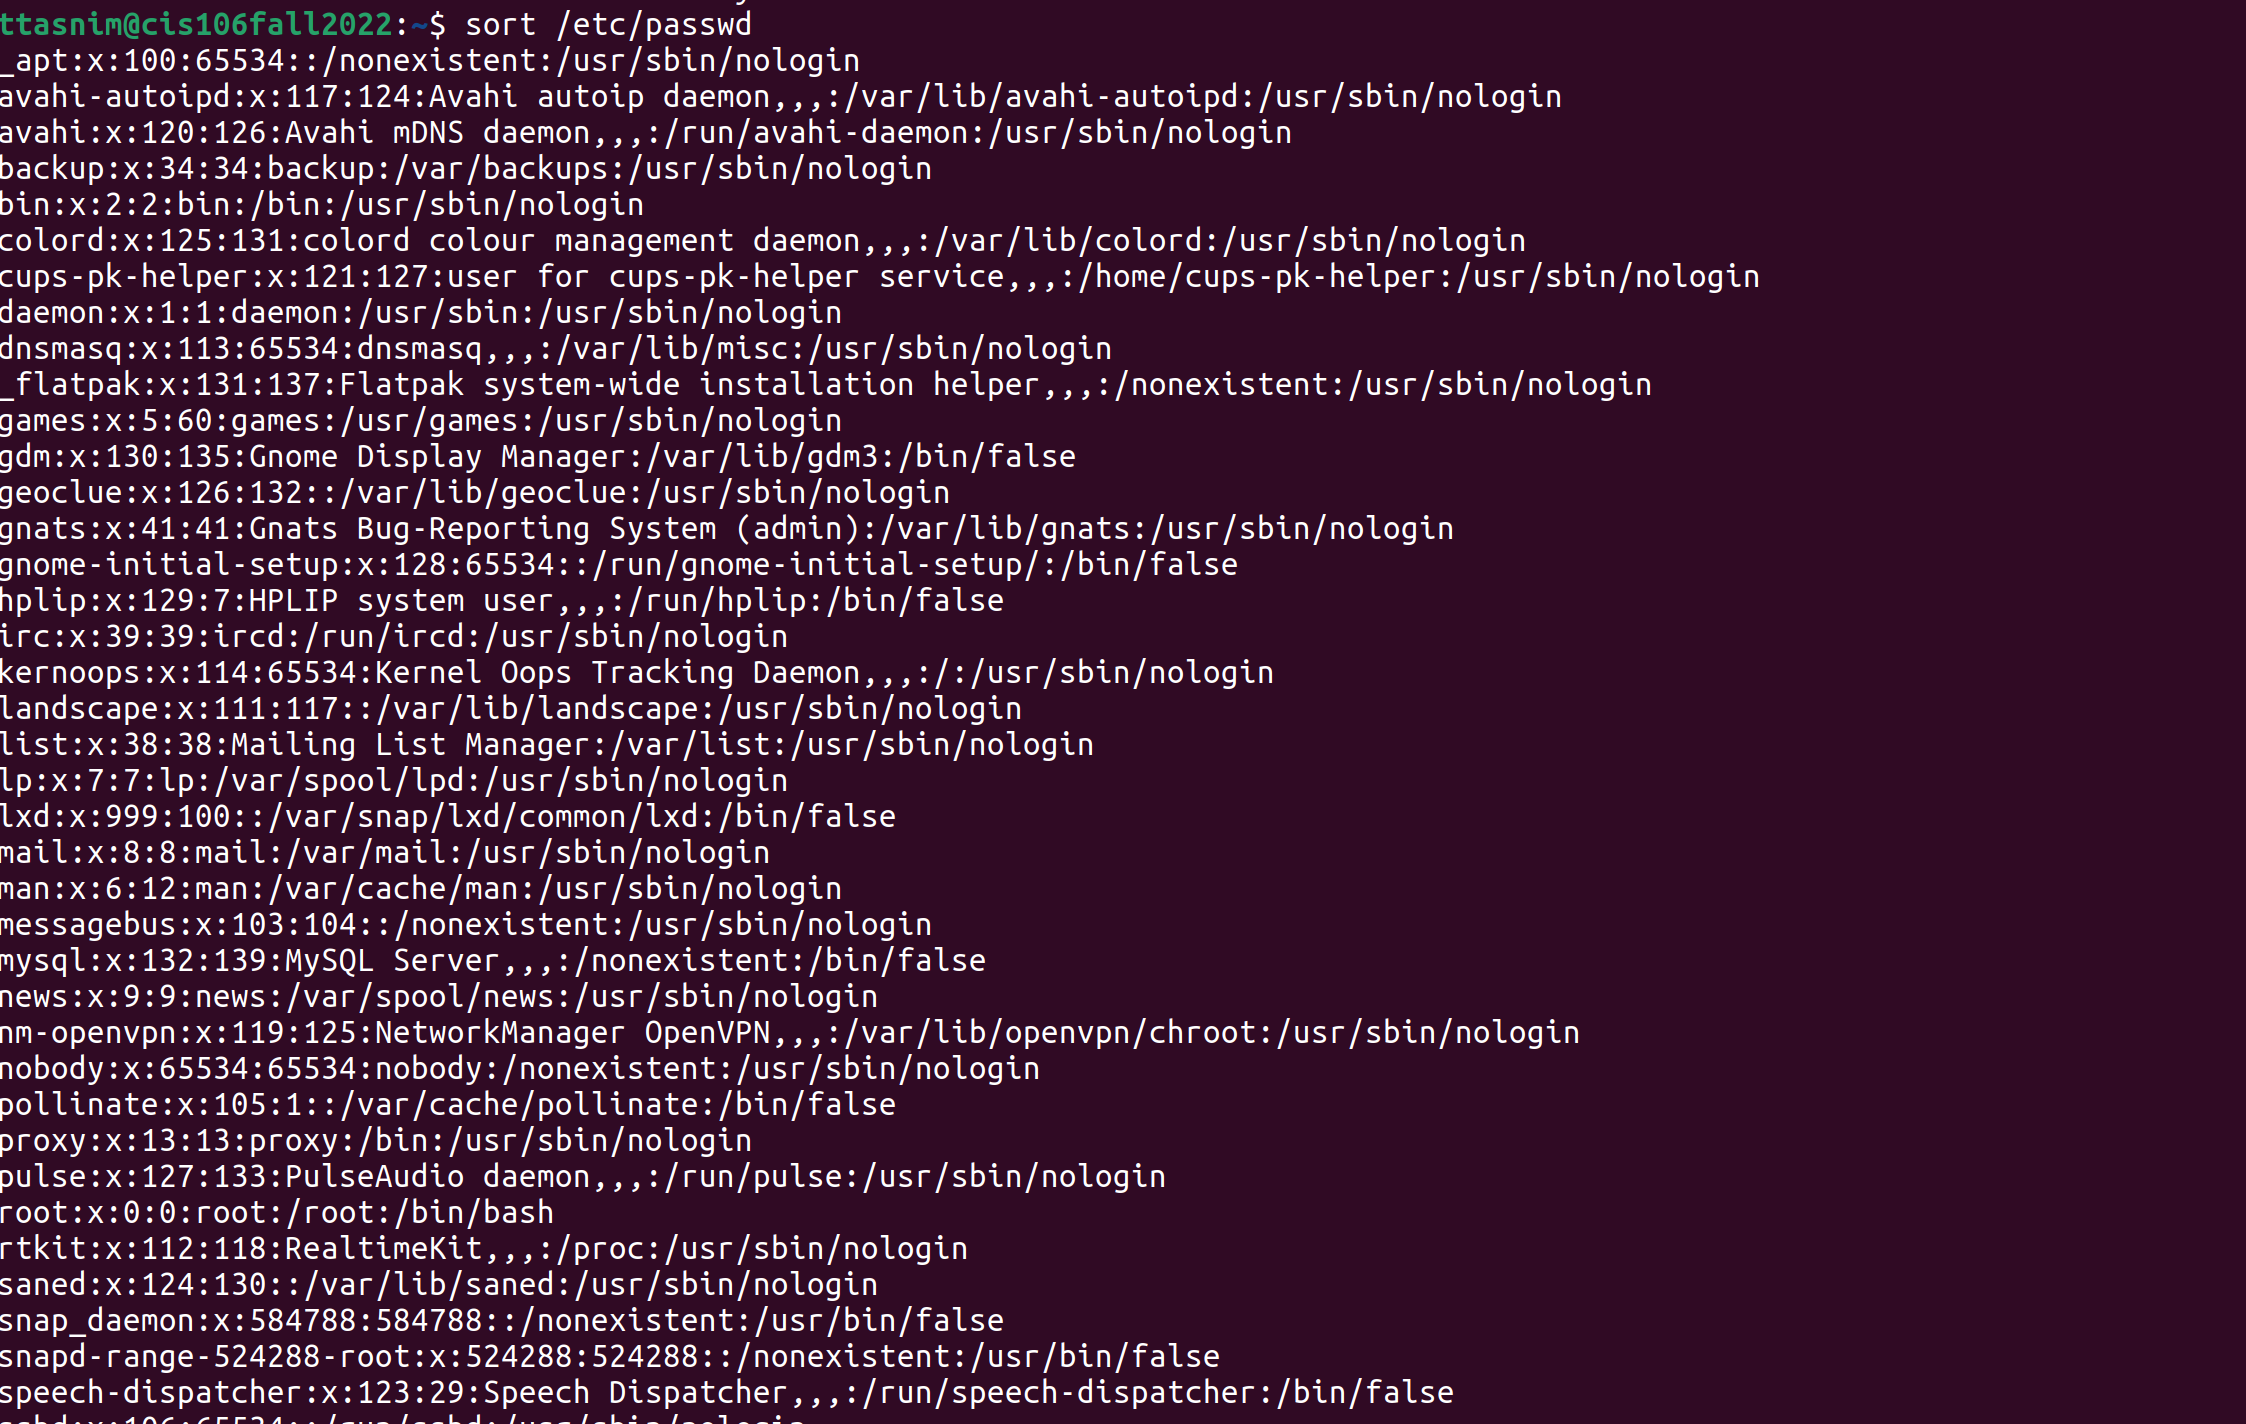 ttasnim@cis106fall2022:~$ sort /etc/passwd
_apt:x:100:65534::/nonexistent:/usr/sbin/nologin
avahi-autoipd:x:117:124:Avahi autoip daemon,,,:/var/lib/avahi-autoipd:/usr/sbin/nologin
avahi:x:120:126:Avahi mDNS daemon,,,:/run/avahi-daemon:/usr/sbin/nologin
backup:x:34:34:backup:/var/backups:/usr/sbin/nologin
bin:x:2:2:bin:/bin:/usr/sbin/nologin
colord:x:125:131:colord colour management daemon,,,:/var/lib/colord:/usr/sbin/nologin
cups-pk-helper:x:121:127:user for cups-pk-helper service,,,:/home/cups-pk-helper:/usr/sbin/nologin
daemon:x:1:1:daemon:/usr/sbin:/usr/sbin/nologin
dnsmasq:x:113:65534:dnsmasq,,,:/var/lib/misc:/usr/sbin/nologin
_flatpak:x:131:137:Flatpak system-wide installation helper,,,:/nonexistent:/usr/sbin/nologin
games:x:5:60:games:/usr/games:/usr/sbin/nologin
gdm:x:130:135:Gnome Display Manager:/var/lib/gdm3:/bin/false
geoclue:x:126:132::/var/lib/geoclue:/usr/sbin/nologin
gnats:x:41:41:Gnats Bug-Reporting System (admin):/var/lib/gnats:/usr/sbin/nologin
gnome-initial-setup:x:128:65534::/run/gnome-initial-setup/:/bin/false
hplip:x:129:7:HPLIP system user,,,:/run/hplip:/bin/false
irc:x:39:39:ircd:/run/ircd:/usr/sbin/nologin
kernoops:x:114:65534:Kernel Oops Tracking Daemon,,,:/:/usr/sbin/nologin
landscape:x:111:117::/var/lib/landscape:/usr/sbin/nologin
list:x:38:38:Mailing List Manager:/var/list:/usr/sbin/nologin
lp:x:7:7:lp:/var/spool/lpd:/usr/sbin/nologin
lxd:x:999:100::/var/snap/lxd/common/lxd:/bin/false
mail:x:8:8:mail:/var/mail:/usr/sbin/nologin
man:x:6:12:man:/var/cache/man:/usr/sbin/nologin
messagebus:x:103:104::/nonexistent:/usr/sbin/nologin
mysql:x:132:139:MySQL Server,,,:/nonexistent:/bin/false
news:x:9:9:news:/var/spool/news:/usr/sbin/nologin
nm-openvpn:x:119:125:NetworkManager OpenVPN,,,:/var/lib/openvpn/chroot:/usr/sbin/nologin
nobody:x:65534:65534:nobody:/nonexistent:/usr/sbin/nologin
pollinate:x:105:1::/var/cache/pollinate:/bin/false
proxy:x:13:13:proxy:/bin:/usr/sbin/nologin
pulse:x:127:133:PulseAudio daemon,,,:/run/pulse:/usr/sbin/nologin
root:x:0:0:root:/root:/bin/bash
rtkit:x:112:118:RealtimeKit,,,:/proc:/usr/sbin/nologin
saned:x:124:130::/var/lib/saned:/usr/sbin/nologin
snap_daemon:x:584788:584788::/nonexistent:/usr/bin/false
snapd-range-524288-root:x:524288:524288::/nonexistent:/usr/bin/false
speech-dispatcher:x:123:29:Speech Dispatcher,,,:/run/speech-dispatcher:/bin/false